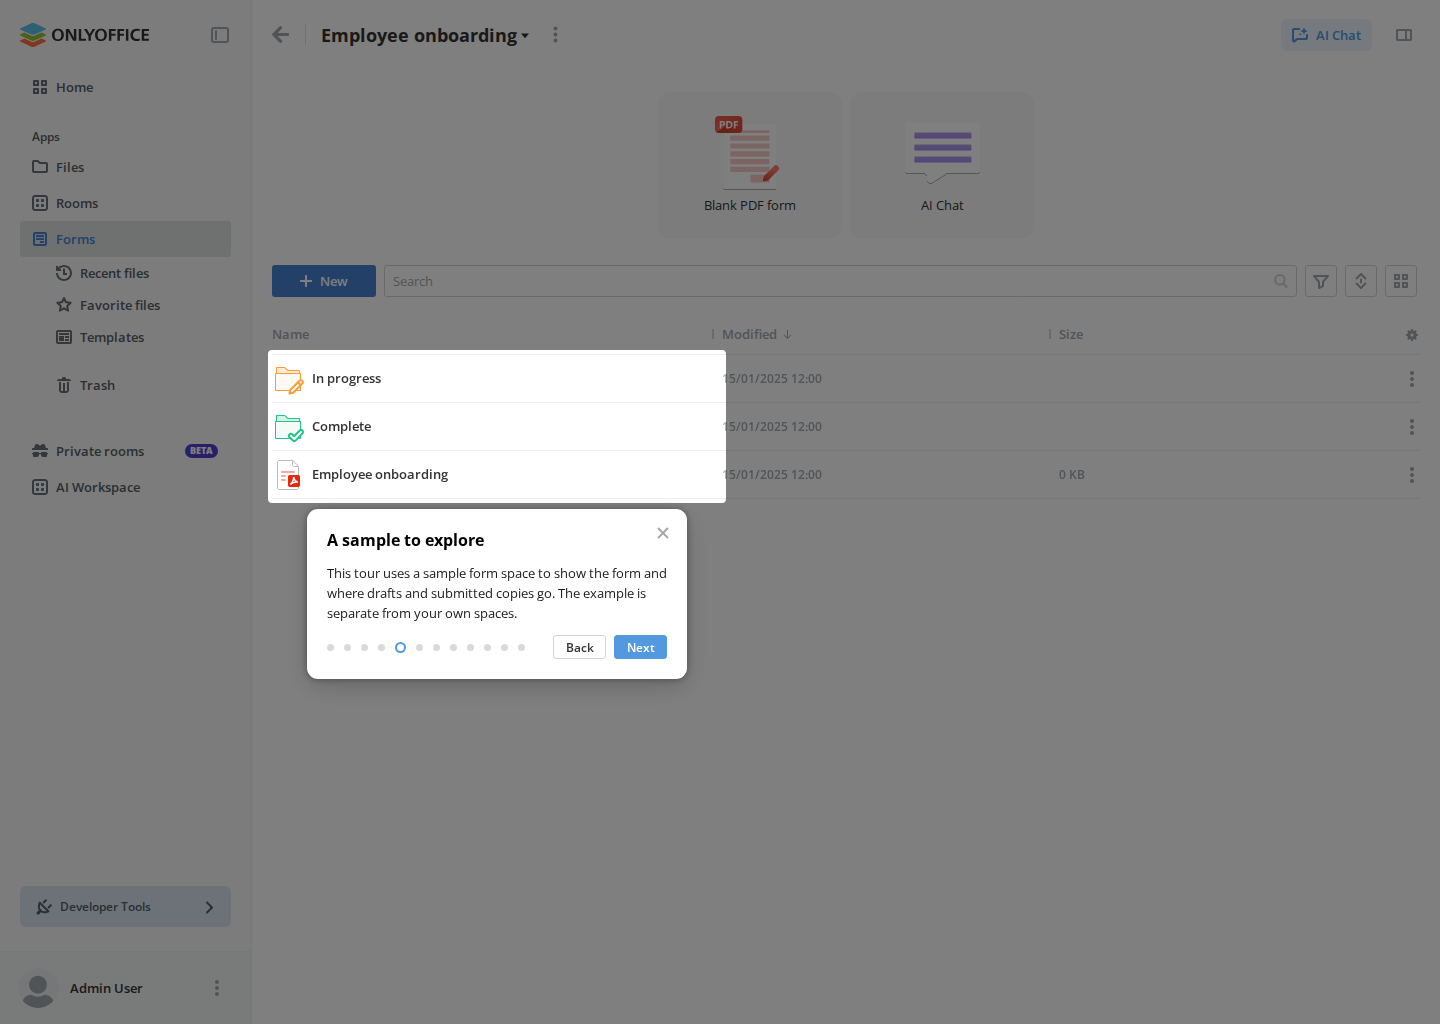 ONLYOFFICE
Employee onboarding
AI Chat
Home
Apps
Files
Rooms
Forms
Recent files
Favorite files
Templates
Trash
Private rooms BETA
AI Workspace
PDF
Blank PDF form
AI Chat
New
Search
Name Modified Size
In progress 15/01/2025 12:00
Complete 15/01/2025 12:00
Employee onboarding 15/01/2025 12:00 0 KB
A sample to explore
This tour uses a sample form space to show the form and
where drafts and submitted copies go. The example is
separate from your own spaces.
Back Next
Developer Tools
Admin User